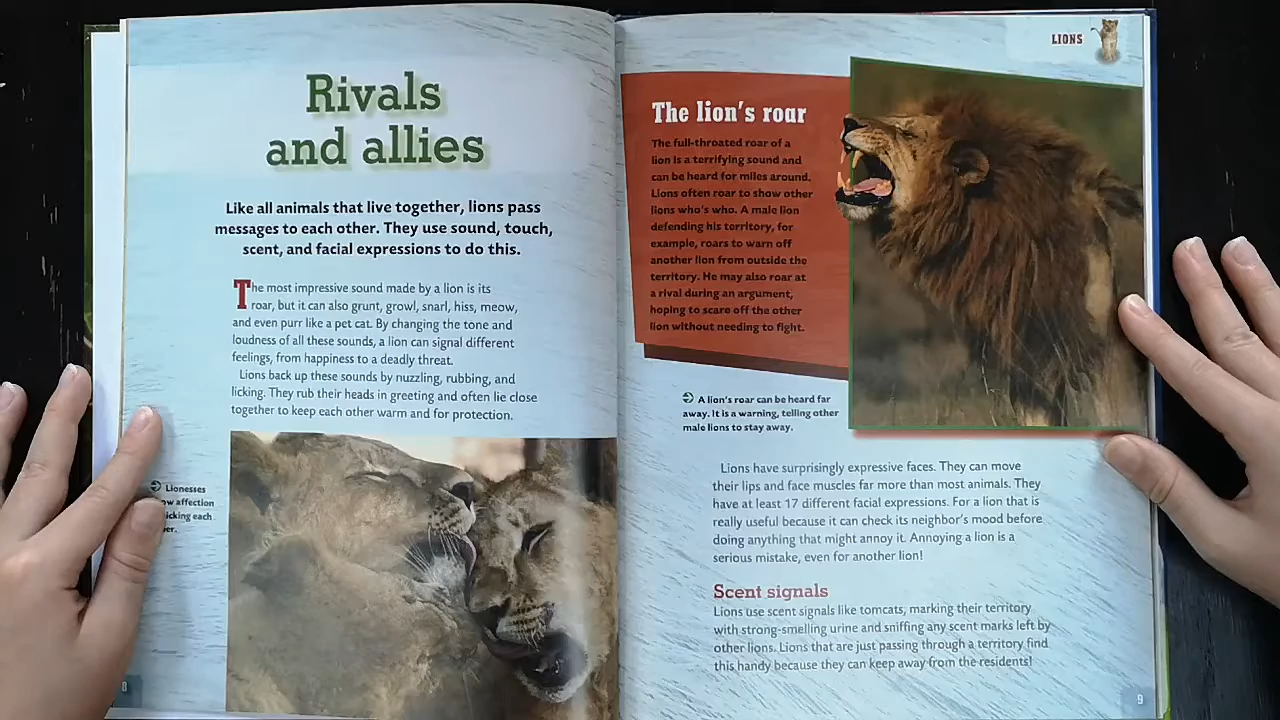 Rivals
and allies
Like all animals that live together, lions pass
messages to each other. They use sound, touch,
scent, and facial expressions to do this.
The most impressive sound made by a lion is its
roar, but it can also grunt, growl, snarl, hiss, meow,
and even purr like a pet cat. By changing the tone and
loudness of all these sounds, a lion can signal different
feelings, from happiness to a deadly threat.
Lions back up these sounds by nuzzling, rubbing, and
licking. They rub their heads in greeting and often lie close
together to keep each other warm and for protection.
Lionesses
affection
each
8
LIONS
The lion's roar
The full-throated roar of a
lion is a terrifying sound and
can be heard for miles around.
Lions often roar to show other
lions who's who. A male lion
defending his territory, for
example, roars to warn off
another lion from outside the
territory. He may also roar at
a rival during an argument,
hoping to scare off the other
lion without needing to fight.
A lion's roar can be heard far
away. It is a warning, telling other
male lions to stay away.
Lions have surprisingly expressive faces. They can move
their lips and face muscles far more than most animals. They
have at least 17 different facial expressions. For a lion that is
really useful because it can check its neighbor's mood before
doing anything that might annoy it. Annoying a lion is a
serious mistake, even for another lion!
Scent signals
Lions use scent signals like tomcats, marking their territory
with strong-smelling urine and sniffing any scent marks left by
other lions. Lions that are just passing through a territory find
this handy because they can keep away from the residents!
9